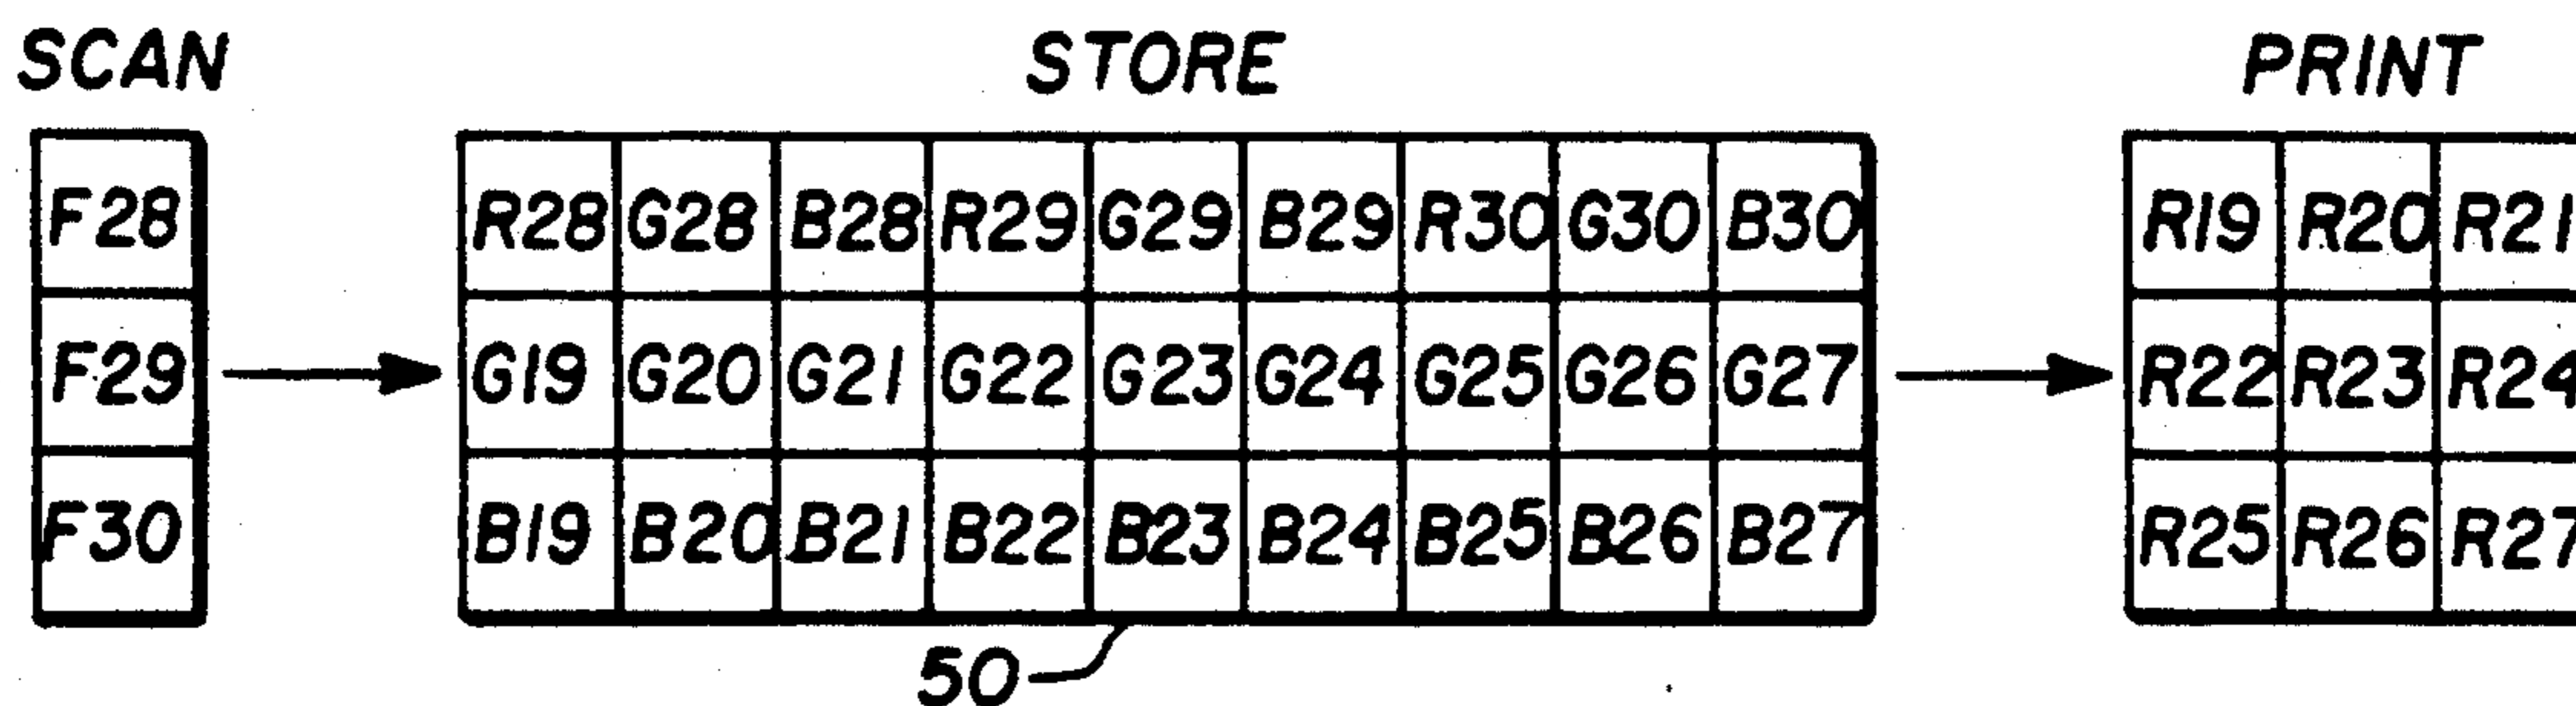 SCAN STORE PRINT
F28 R28 G28 B28 R29 G29 B29 R30 G30 B30 R19 R20 R21
F29 G19 G20 G21 G22 G23 G24 G25 G26 G27 R22 R23 R24
F30 B19 B20 B21 B22 B23 B24 B25 B26 B27 R25 R26 R27
50